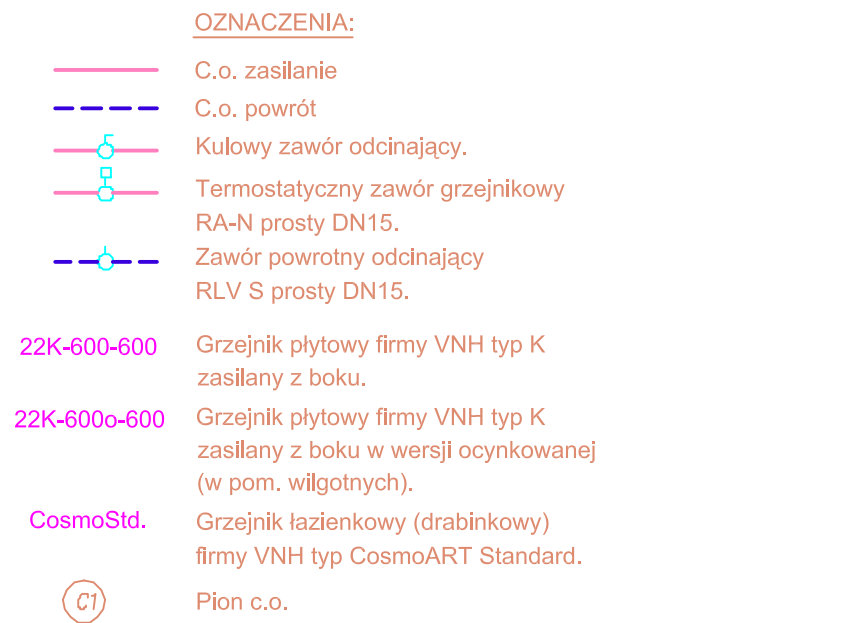 OZNACZENIA:
C.o. zasilanie
C.o. powrót
Kulowy zawór odcinający.
Termostatyczny zawór grzejnikowy
RA-N prosty DN15.
Zawór powrotny odcinający
RLV S prosty DN15.
22K-600-600 Grzejnik płytowy firmy VNH typ K
zasilany z boku.
22K-600o-600 Grzejnik płytowy firmy VNH typ K
zasilany z boku w wersji ocynkowanej
(w pom. wilgotnych).
CosmoStd. Grzejnik łazienkowy (drabinkowy)
firmy VNH typ CosmoART Standard.
C1 Pion c.o.